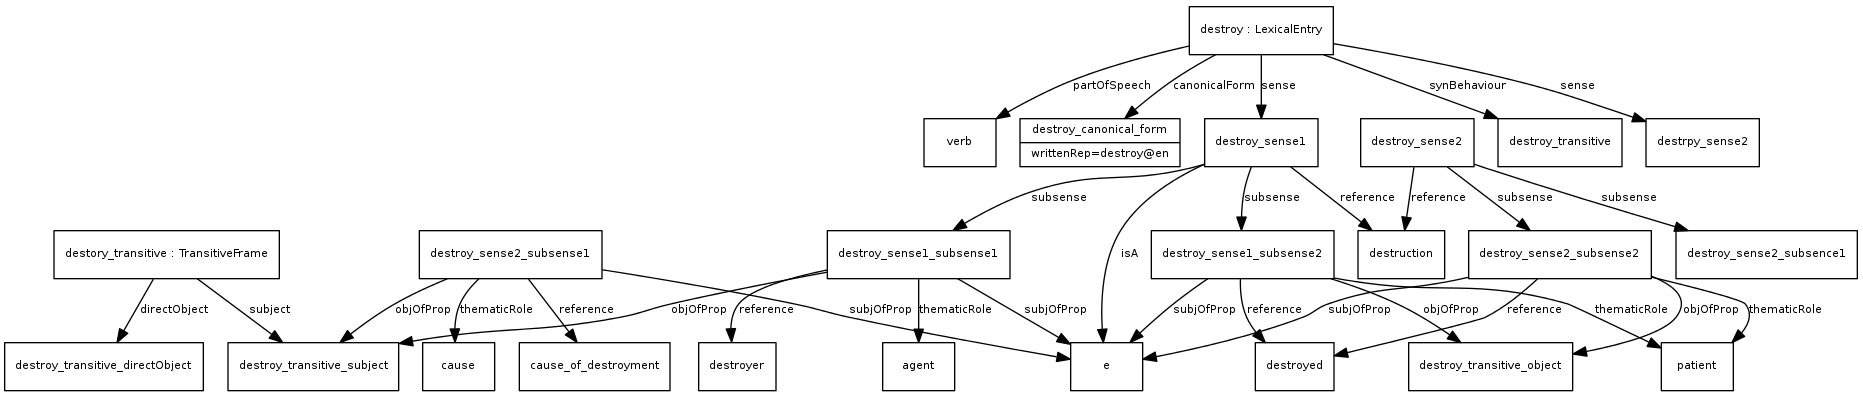 destroy : LexicalEntry
partOfSpeech
canonicalForm
sense
synBehaviour
sense
verb
destroy_canonical_form
writtenRep=destroy@en
destroy_sense1
destroy_sense2
destroy_transitive
destrpy_sense2
subsense
isA
subsense
reference
reference
subsense
subsense
destory_transitive : TransitiveFrame
destroy_sense2_subsense1
destroy_sense1_subsense1
destroy_sense1_subsense2
destruction
destroy_sense2_subsense2
destroy_sense2_subsence1
directObject
subject
objOfProp
thematicRole
reference
objOfProp
reference
subjOfProp
thematicRole
subjOfProp
subjOfProp
reference
subjOfProp
objOfProp
reference
thematicRole
objOfProp
thematicRole
destroy_transitive_directObject
destroy_transitive_subject
cause
cause_of_destroyment
destroyer
agent
e
destroyed
destroy_transitive_object
patient